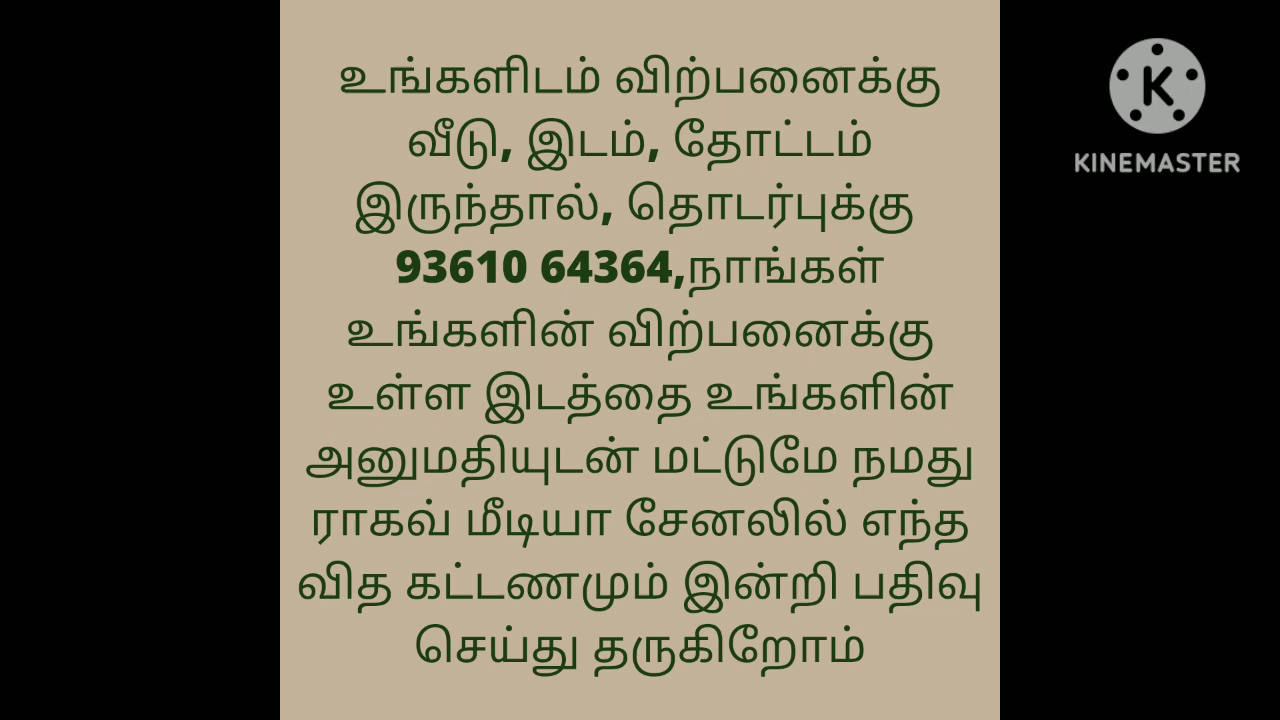 உங்களிடம் விற்பனைக்கு
வீடு, இடம், தோட்டம்
இருந்தால், தொடர்புக்கு
93610 64364,நாங்கள்
உங்களின் விற்பனைக்கு
உள்ள இடத்தை உங்களின்
அனுமதியுடன் மட்டுமே நமது
ராகவ் மீடியா சேனலில் எந்த
வித கட்டணமும் இன்றி பதிவு
செய்து தருகிறோம்
K
KINEMASTER